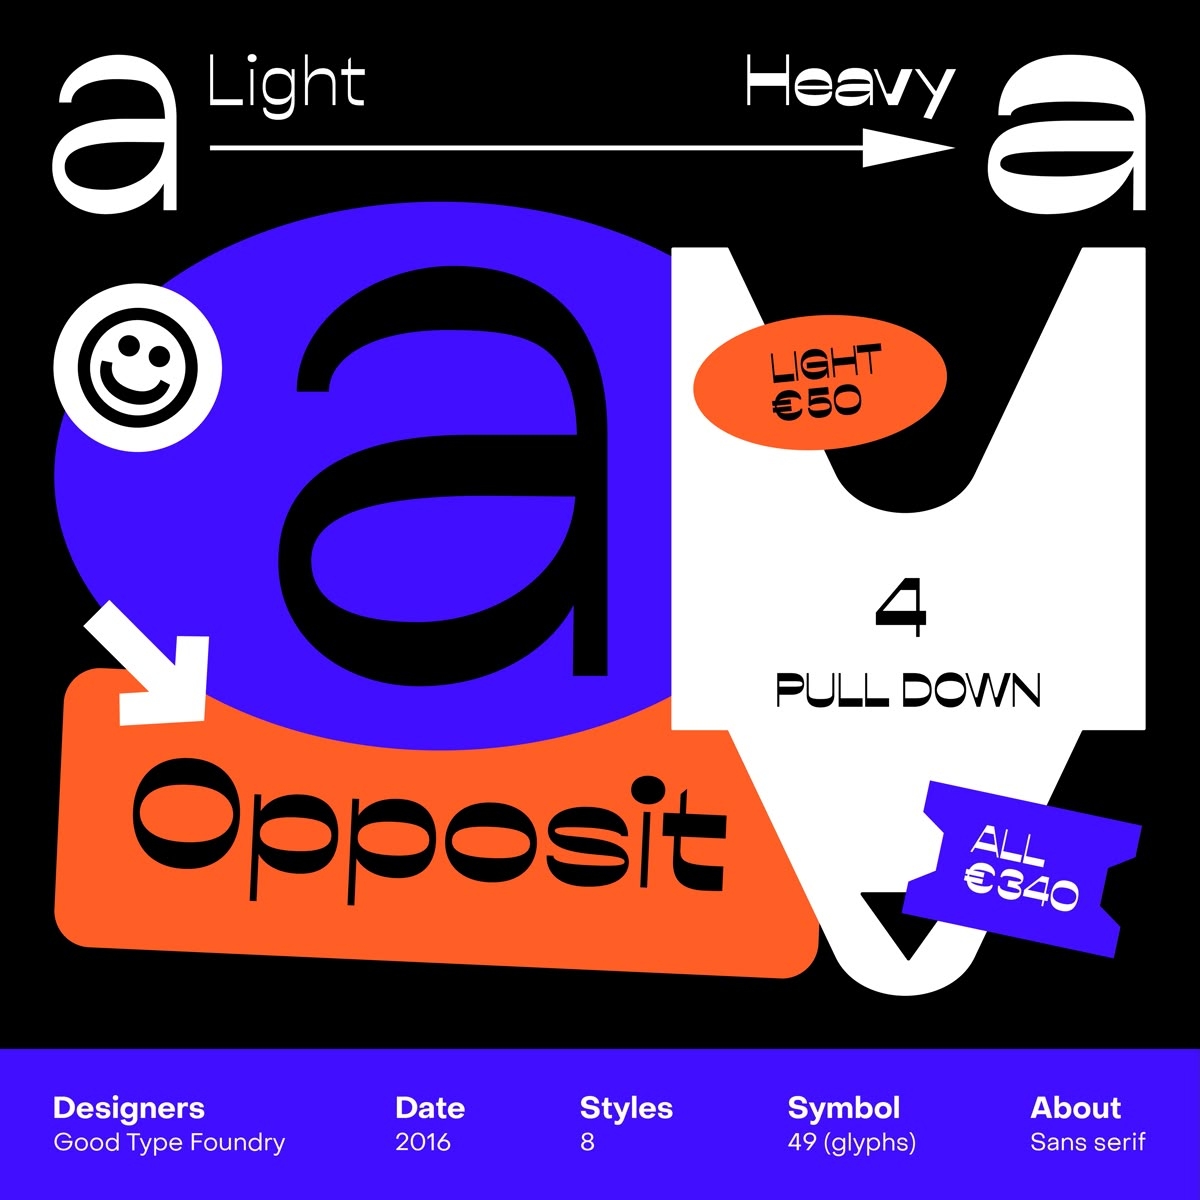 a Light Heavy a
a
LIGHT
€50
4
PULL DOWN
Opposit
ALL
€340
Designers Date Styles Symbol About
Good Type Foundry 2016 8 49 (glyphs) Sans serif